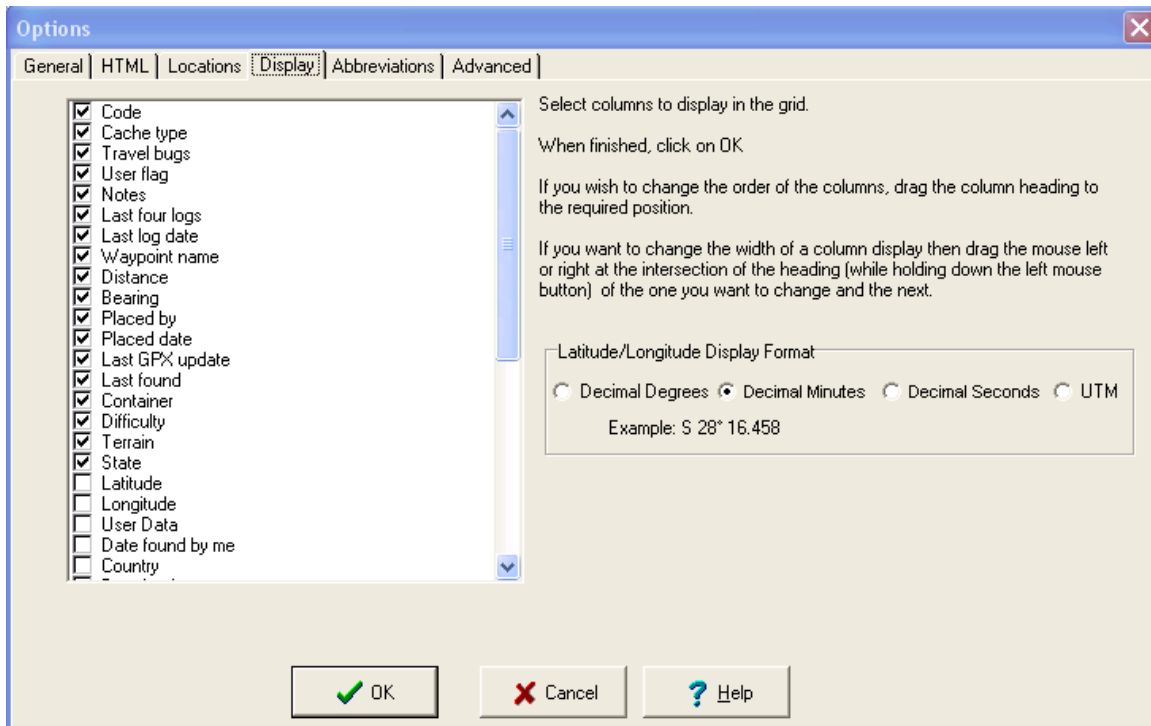 Options
General HTML Locations Display Abbreviations Advanced
Code
Cache type
Travel bugs
User flag
Notes
Last four logs
Last log date
Waypoint name
Distance
Bearing
Placed by
Placed date
Last GPX update
Last found
Container
Difficulty
Terrain
State
Latitude
Longitude
User Data
Date found by me
Country
Select columns to display in the grid.
When finished, click on OK
If you wish to change the order of the columns, drag the column heading to
the required position.
If you want to change the width of a column display then drag the mouse left
or right at the intersection of the heading (while holding down the left mouse
button) of the one you want to change and the next.
Latitude/Longitude Display Format
Decimal Degrees Decimal Minutes Decimal Seconds UTM
Example: S 28° 16.458
OK Cancel Help